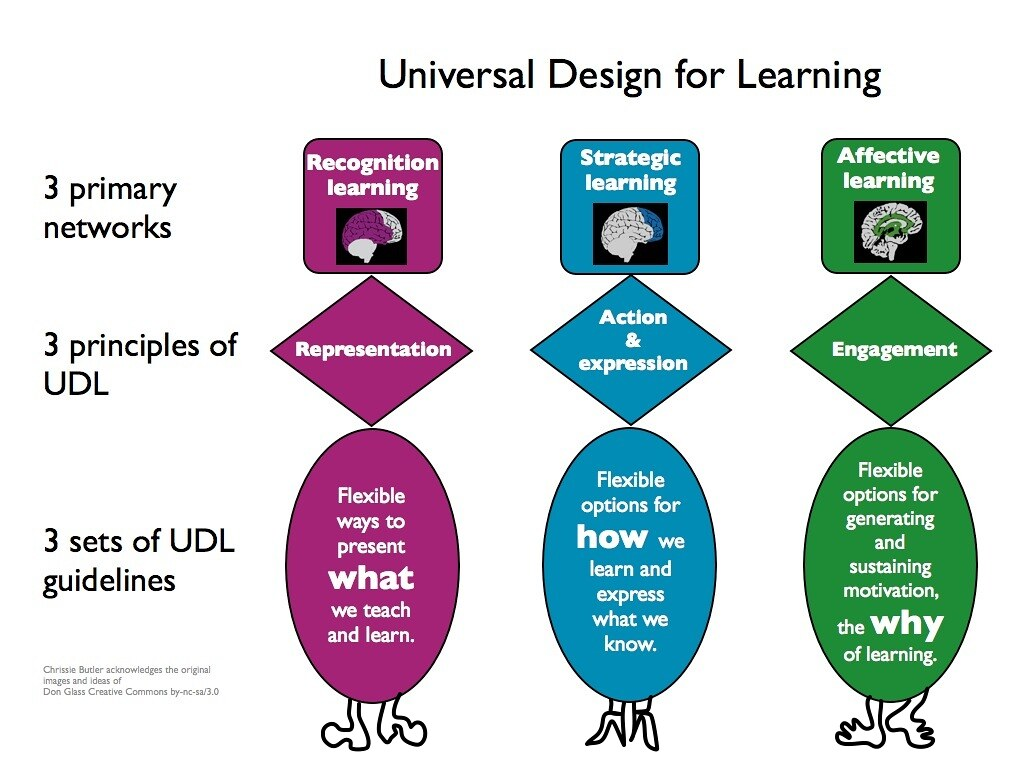 Universal Design for Learning
3 primary
networks
Recognition
learning
Strategic
learning
Affective
learning
3 principles of
UDL
Representation
Action
&
expression
Engagement
3 sets of UDL
guidelines
Flexible
ways to
present
what
we teach
and learn.
Flexible
options for
how we
learn and
express
what we
know.
Flexible
options for
generating
and
sustaining
motivation,
the why
of learning.
Chrissie Butler acknowledges the original
images and ideas of
Don Glass Creative Commons by-nc-sa/3.0